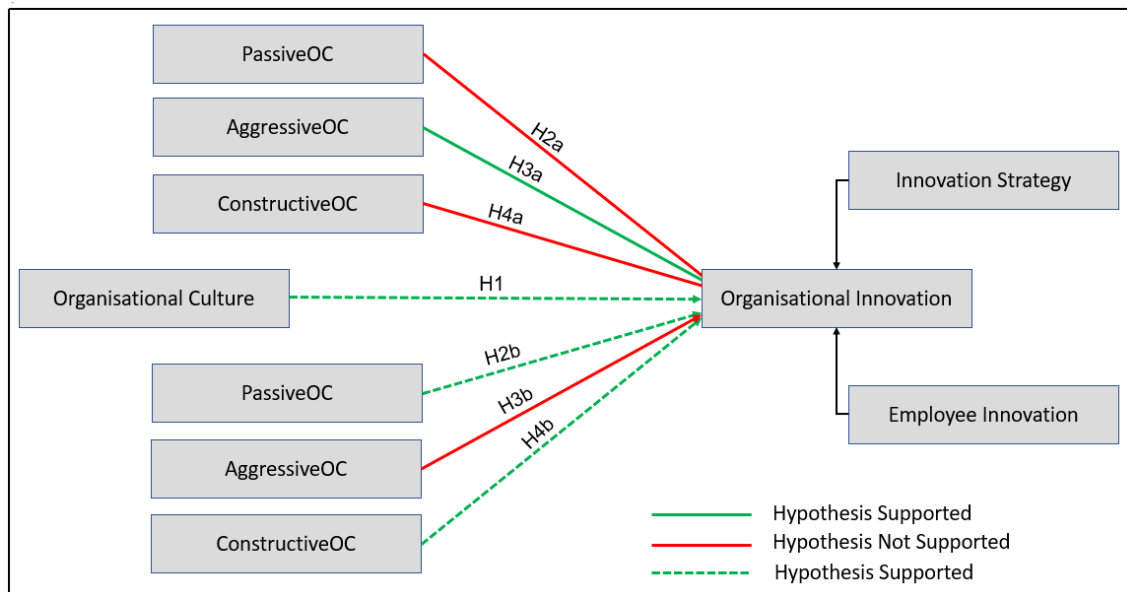 PassiveOC
AggressiveOC
ConstructiveOC
H2a
H3a
H4a
Innovation Strategy
Organisational Culture
H1
Organisational Innovation
PassiveOC
AggressiveOC
ConstructiveOC
H2b
H3b
H4b
Employee Innovation
Hypothesis Supported
Hypothesis Not Supported
Hypothesis Supported